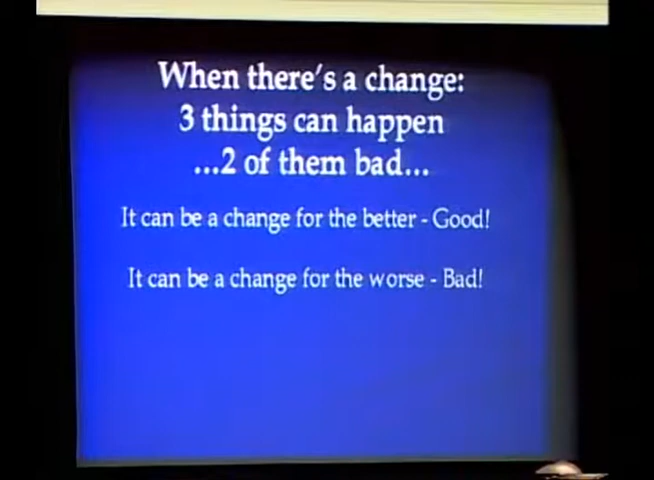 When there's a change:
3 things can happen
...2 of them bad...
It can be a change for the better - Good!
It can be a change for the worse - Bad!